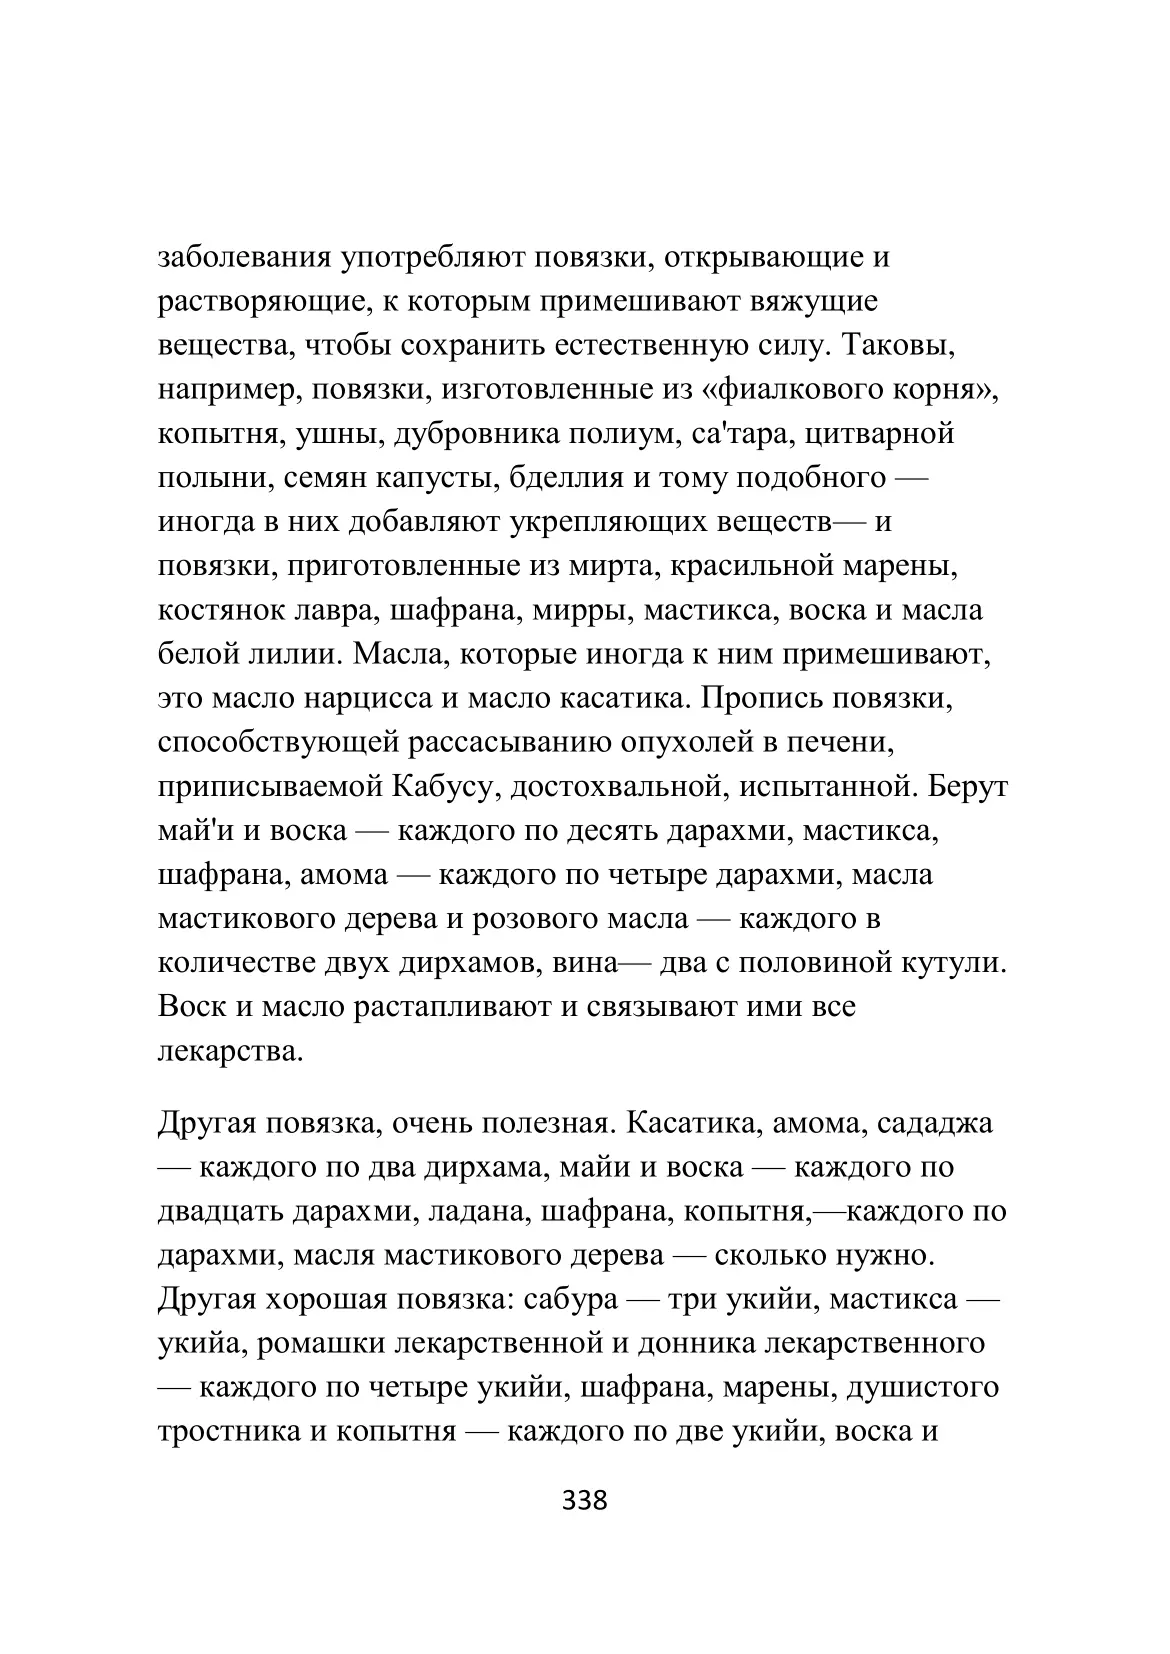 заболевания употребляют повязки, открывающие и
растворяющие, к которым примешивают вяжущие
вещества, чтобы сохранить естественную силу. Таковы,
например, повязки, изготовленные из «фиалкового корня»,
копытня, ушны, дубровника полиум, са'тара, цитварной
полыни, семян капусты, бделлия и тому подобного —
иногда в них добавляют укрепляющих веществ— и
повязки, приготовленные из мирта, красильной марены,
костянок лавра, шафрана, мирры, мастикса, воска и масла
белой лилии. Масла, которые иногда к ним примешивают,
это масло нарцисса и масло касатика. Пропись повязки,
способствующей рассасыванию опухолей в печени,
приписываемой Кабусу, достохвальной, испытанной. Берут
май'и и воска — каждого по десять дарахми, мастикса,
шафрана, амома — каждого по четыре дарахми, масла
мастикового дерева и розового масла — каждого в
количестве двух дирхамов, вина— два с половиной кутули.
Воск и масло растапливают и связывают ими все
лекарства.
Другая повязка, очень полезная. Касатика, амома, сададжа
— каждого по два дирхама, майи и воска — каждого по
двадцать дарахми, ладана, шафрана, копытня,—каждого по
дарахми, масля мастикового дерева — сколько нужно.
Другая хорошая повязка: сабура — три укийи, мастикса —
укийа, ромашки лекарственной и донника лекарственного
— каждого по четыре укийи, шафрана, марены, душистого
тростника и копытня — каждого по две укийи, воска и
338